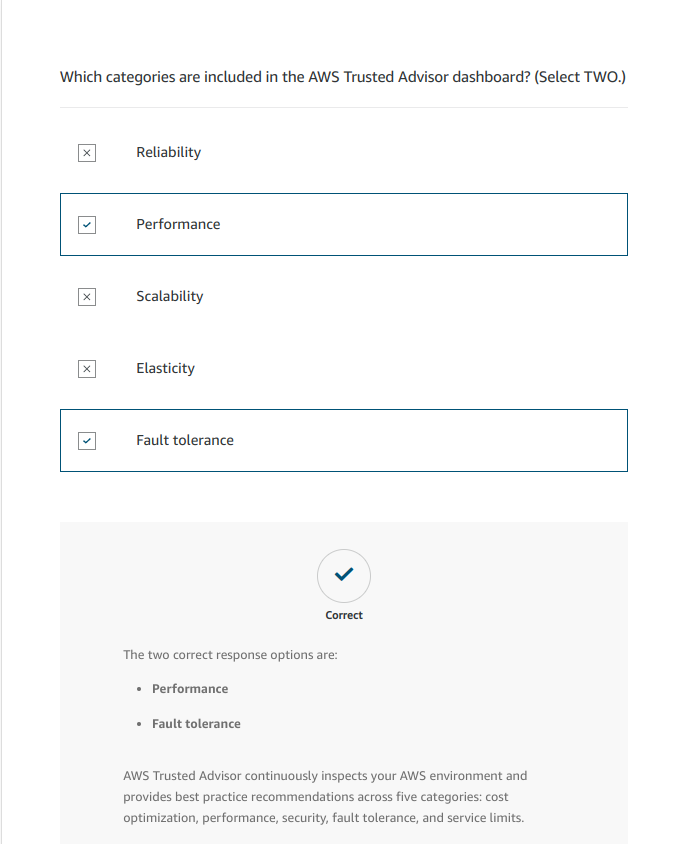 Which categories are included in the AWS Trusted Advisor dashboard? (Select TWO.)
Reliability
Performance
Scalability
Elasticity
Fault tolerance
Correct
The two correct response options are:
• Performance
• Fault tolerance
AWS Trusted Advisor continuously inspects your AWS environment and
provides best practice recommendations across five categories: cost
optimization, performance, security, fault tolerance, and service limits.